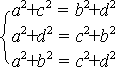 a²+c² = b²+d²
a²+d² = c²+b²
a²+b² = c²+d²